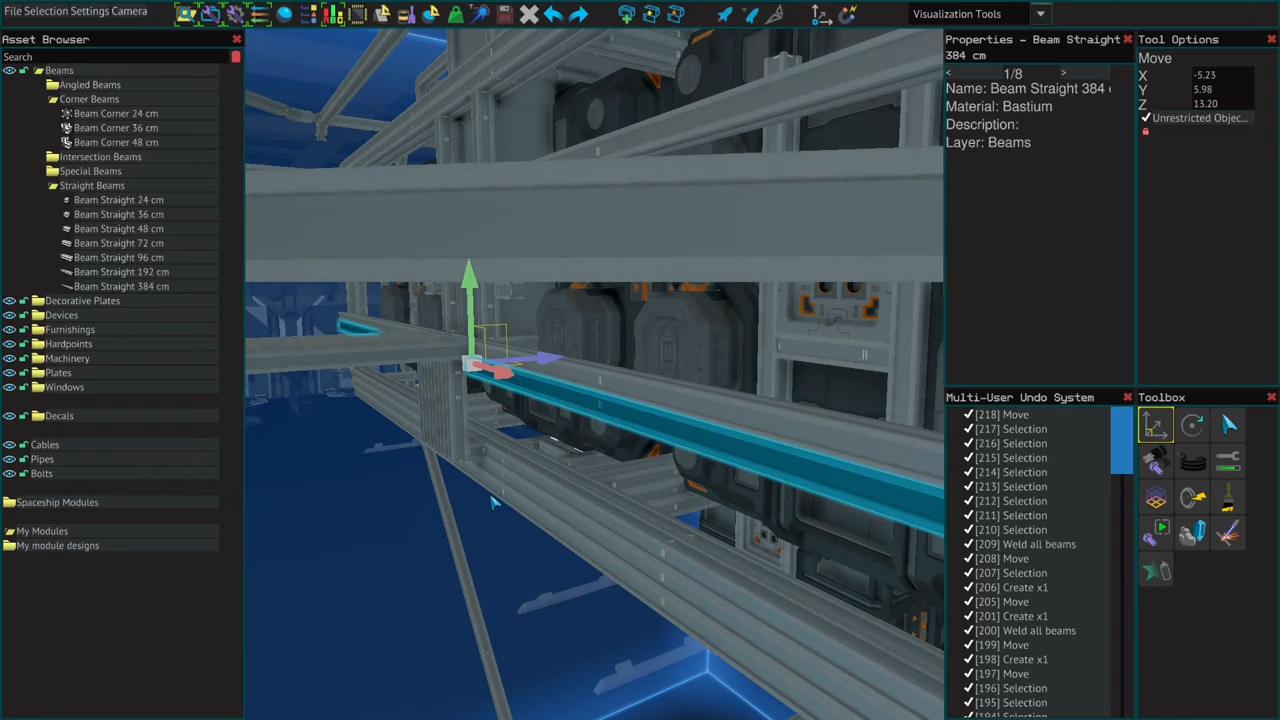 File Selection Settings Camera
Visualization Tools
Asset Browser
Search
Beams
Angled Beams
Corner Beams
Beam Corner 24 cm
Beam Corner 36 cm
Beam Corner 48 cm
Intersection Beams
Special Beams
Straight Beams
Beam Straight 24 cm
Beam Straight 36 cm
Beam Straight 48 cm
Beam Straight 72 cm
Beam Straight 96 cm
Beam Straight 192 cm
Beam Straight 384 cm
Decorative Plates
Devices
Furnishings
Hardpoints
Machinery
Plates
Windows
Decals
Cables
Pipes
Bolts
Spaceship Modules
My Modules
My module designs
Properties - Beam Straight
384 cm
< 1/8 >
Name: Beam Straight 384
Material: Bastium
Description:
Layer: Beams
Tool Options
Move
X -5.23
Y 5.98
Z 13.20
Unrestricted Objec...
Multi-User Undo System
[218] Move
[217] Selection
[216] Selection
[215] Selection
[214] Selection
[213] Selection
[212] Selection
[211] Selection
[210] Selection
[209] Weld all beams
[208] Move
[207] Selection
[206] Create x1
[205] Move
[201] Create x1
[200] Weld all beams
[199] Move
[198] Create x1
[197] Move
[196] Selection
[195] Selection
Toolbox